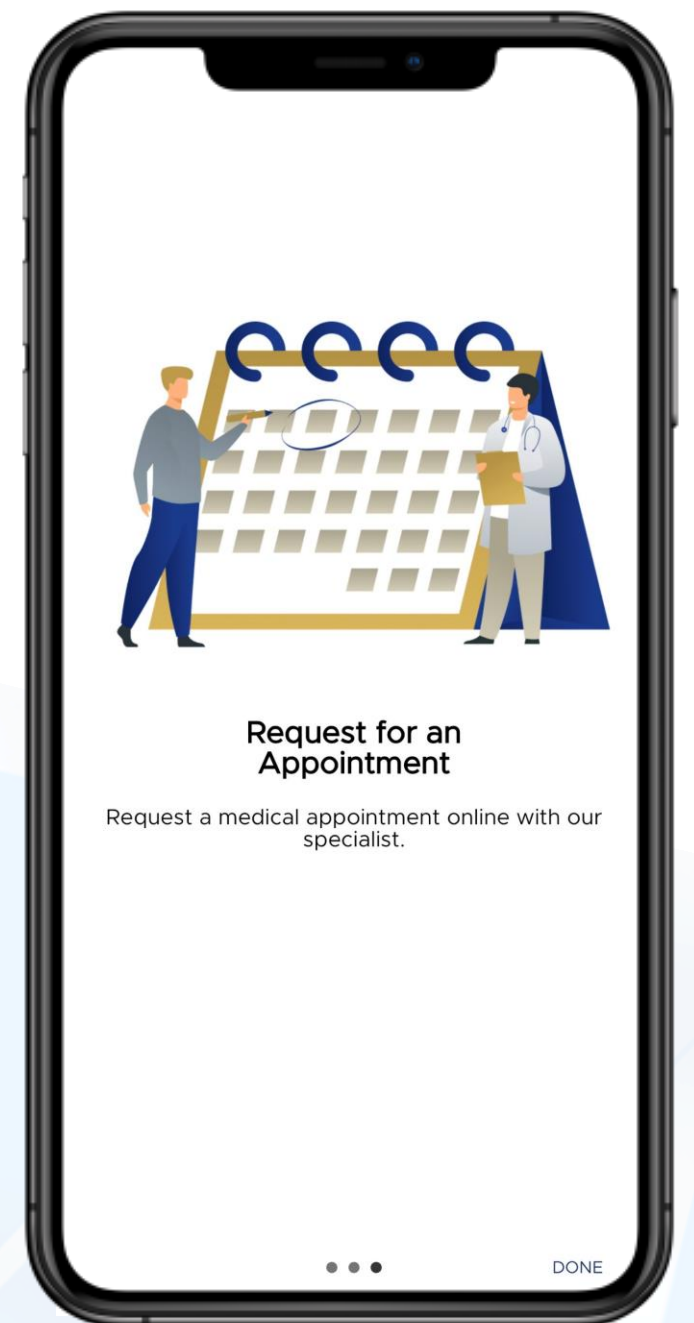 Request for an
Appointment
Request a medical appointment online with our
specialist.
DONE